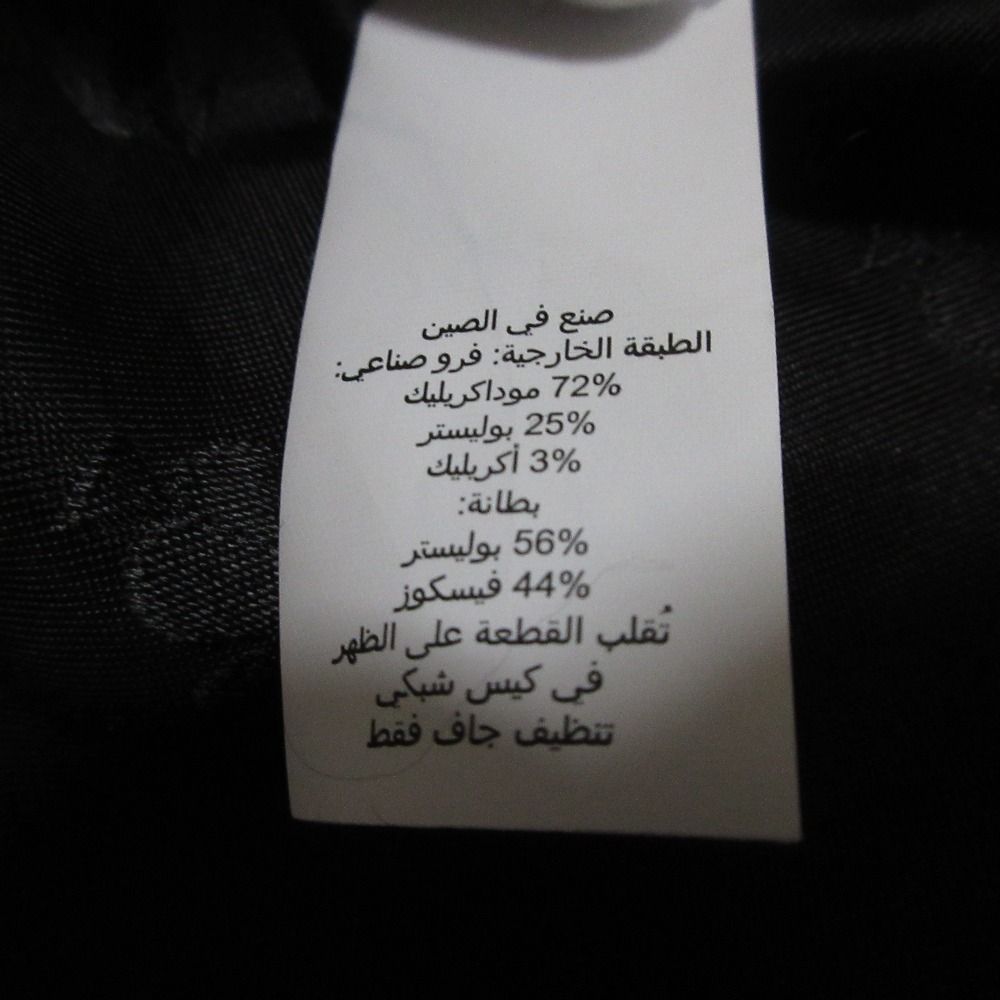 صنع في الصين
الطبقة الخارجية: فرو صناعي:
72% موداكريليك
25% بوليستر
3% أكريليك
بطانة:
56% بوليستر
44% فيسكوز
تُقلب القطعة على الظهر
في كيس شبكي
تتظيف جاف فقط